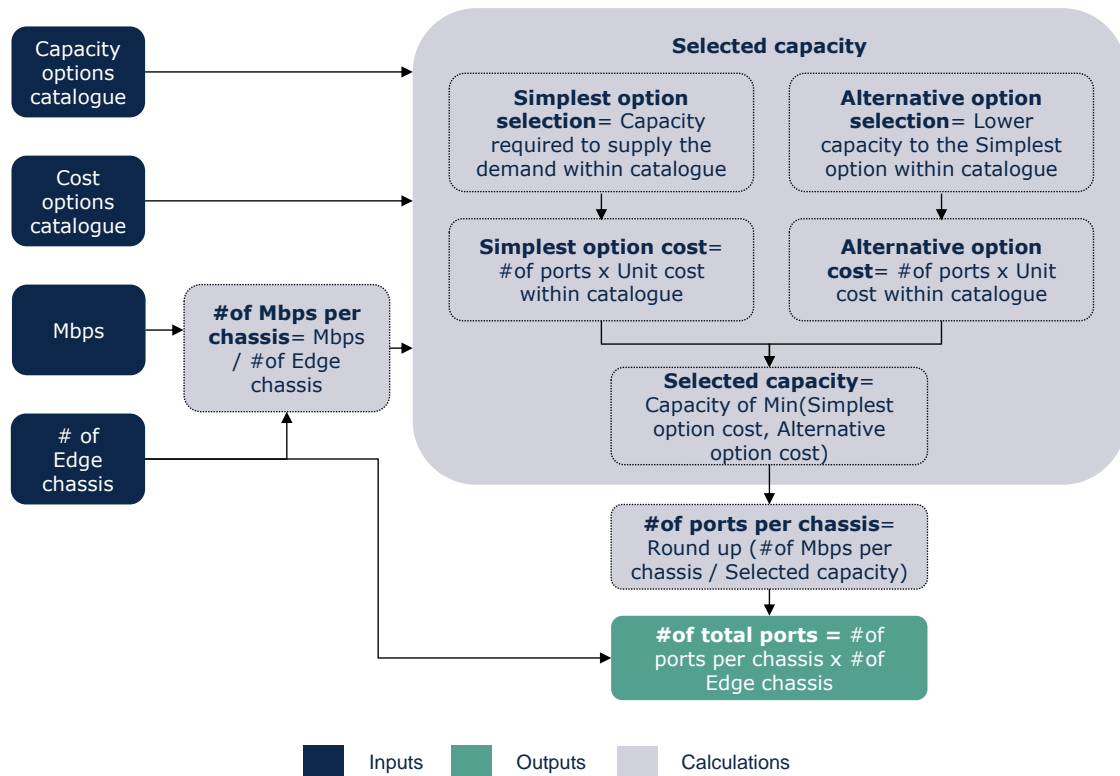 Capacity
options
catalogue
Cost
options
catalogue
Mbps
# of
Edge
chassis
#of Mbps per
chassis= Mbps
/ #of Edge
chassis
Selected capacity
Simplest option
selection= Capacity
required to supply the
demand within catalogue
Alternative option
selection= Lower
capacity to the Simplest
option within catalogue
Simplest option cost=
#of ports x Unit cost
within catalogue
Alternative option
cost= #of ports x Unit
cost within catalogue
Selected capacity=
Capacity of Min(Simplest
option cost, Alternative
option cost)
#of ports per chassis=
Round up (#of Mbps per
chassis / Selected capacity)
#of total ports = #of
ports per chassis x #of
Edge chassis
Inputs
Outputs
Calculations